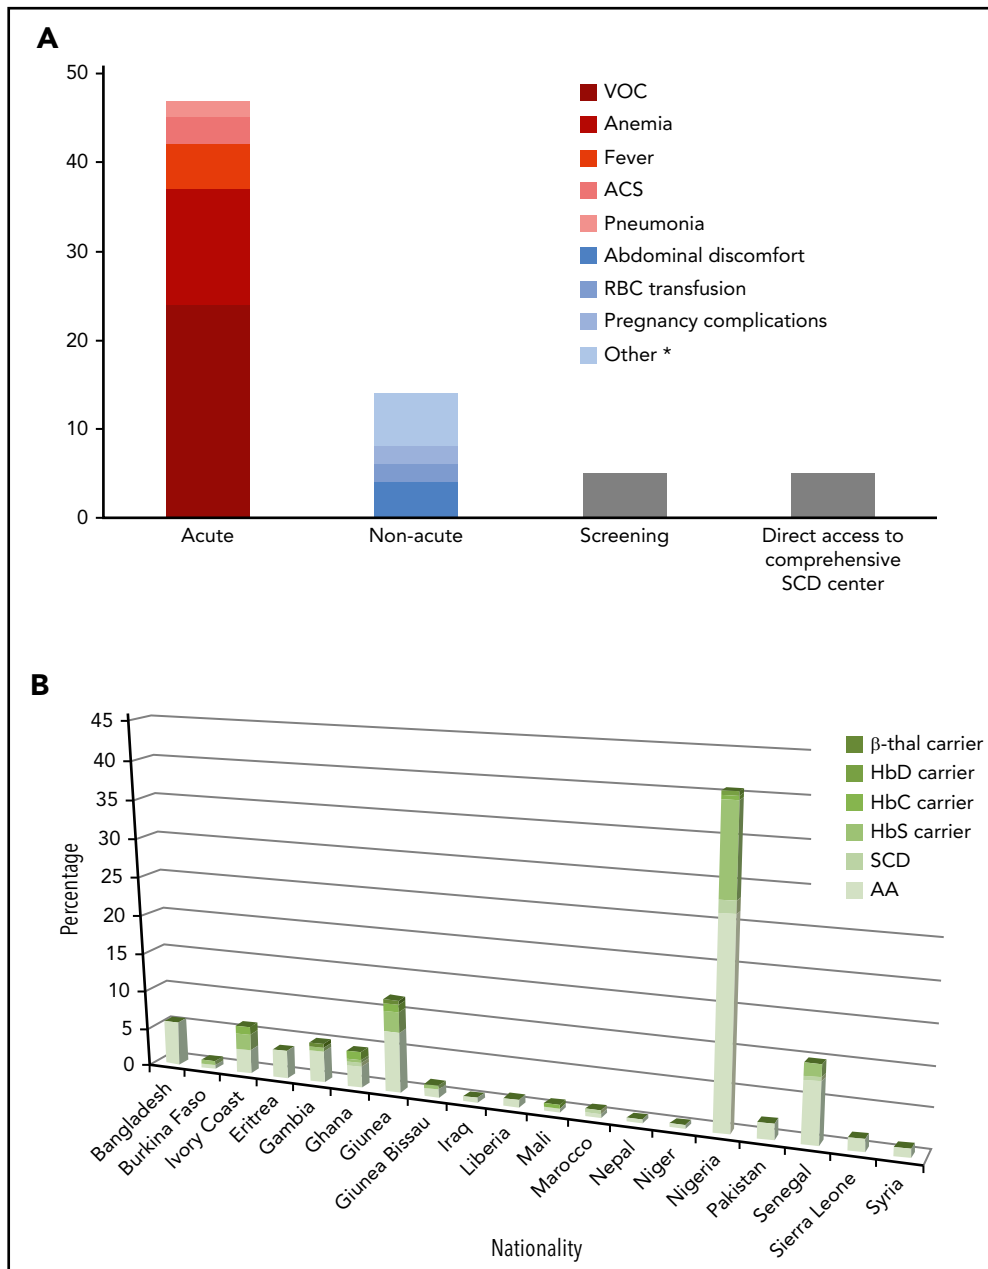 A
50
40
30
20
10
0
VOC
Anemia
Fever
ACS
Pneumonia
Abdominal discomfort
RBC transfusion
Pregnancy complications
Other *
Acute
Non-acute
Screening
Direct access to
comprehensive
SCD center
B
45
40
35
30
25
20
15
10
5
0
Percentage
β-thal carrier
HbD carrier
HbC carrier
HbS carrier
SCD
AA
Bangladesh
Burkina Faso
Ivory Coast
Eritrea
Gambia
Ghana
Giunea
Giunea Bissau
Iraq
Liberia
Mali
Marocco
Nepal
Niger
Nigeria
Pakistan
Senegal
Sierra Leone
Syria
Nationality